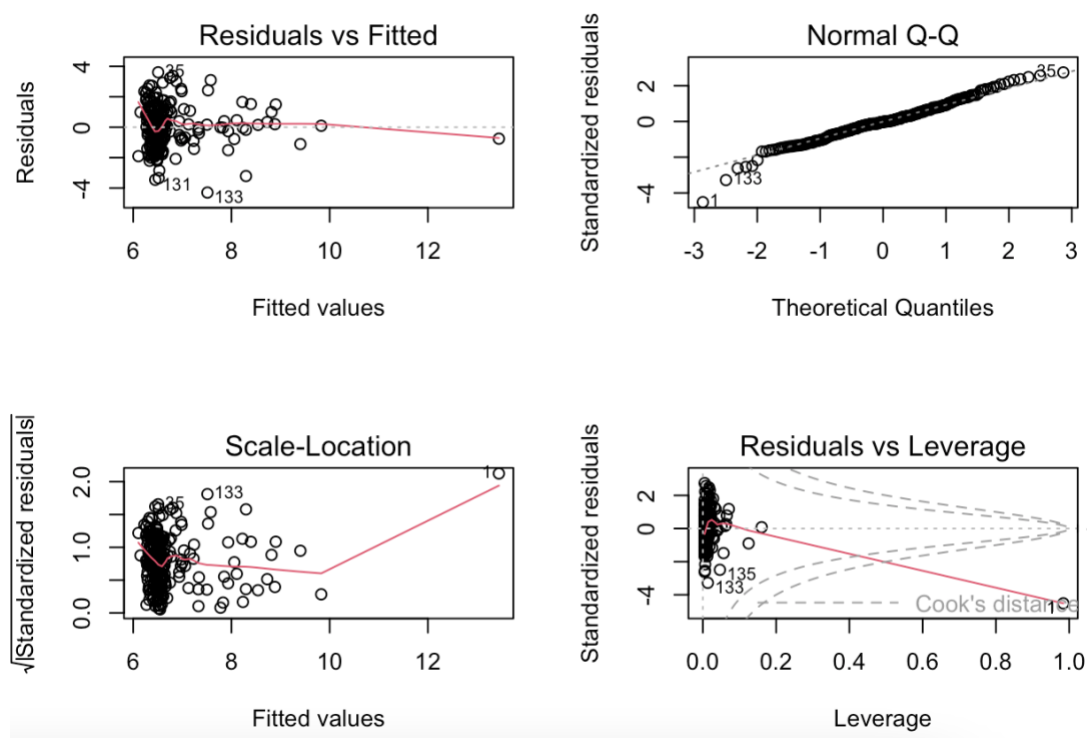 Residuals vs Fitted
Residuals
4
0
-4
35
131
133
6 8 10 12
Fitted values
Normal Q-Q
Standardized residuals
2
0
-4
35
133
1
-3 -2 -1 0 1 2 3
Theoretical Quantiles
Scale-Location
√|Standardized residuals|
2.0
1.0
0.0
1
35
133
6 8 10 12
Fitted values
Residuals vs Leverage
Standardized residuals
2
0
-4
135
133
Cook's distance
1
0.0 0.2 0.4 0.6 0.8 1.0
Leverage